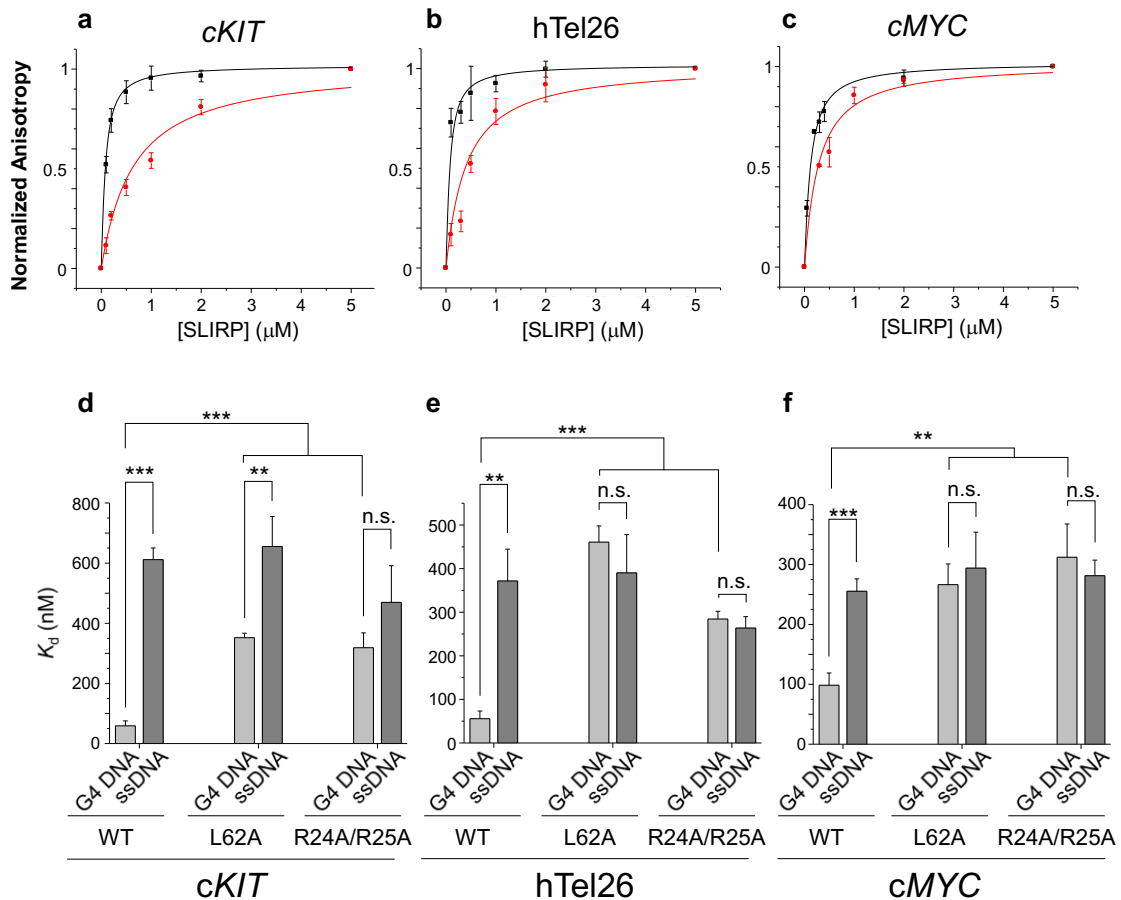 a
cKIT
b
hTel26
c
cMYC
Normalized Anisotropy
1
0.5
0
0 1 2 3 4 5
[SLIRP] (μM)
1
0.5
0
0 1 2 3 4 5
[SLIRP] (μM)
1
0.5
0
0 1 2 3 4 5
[SLIRP] (μM)
d
***
***
**
n.s.
Kd (nM)
800
600
400
200
0
G4 DNA
ssDNA
G4 DNA
ssDNA
G4 DNA
ssDNA
WT
L62A
R24A/R25A
cKIT
e
***
**
n.s.
n.s.
500
400
300
200
100
0
G4 DNA
ssDNA
G4 DNA
ssDNA
G4 DNA
ssDNA
WT
L62A
R24A/R25A
hTel26
f
**
***
n.s.
n.s.
400
300
200
100
0
G4 DNA
ssDNA
G4 DNA
ssDNA
G4 DNA
ssDNA
WT
L62A
R24A/R25A
cMYC